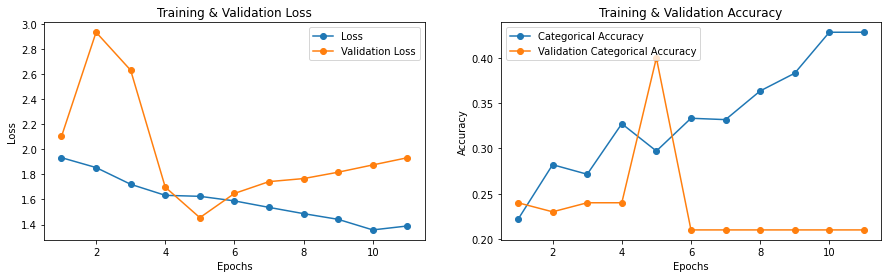 Training & Validation Loss
Loss
Validation Loss
3.0
2.8
2.6
2.4
2.2
2.0
1.8
1.6
1.4
Loss
2
4
6
8
10
Epochs
Training & Validation Accuracy
Categorical Accuracy
Validation Categorical Accuracy
0.40
0.35
0.30
0.25
0.20
Accuracy
2
4
6
8
10
Epochs